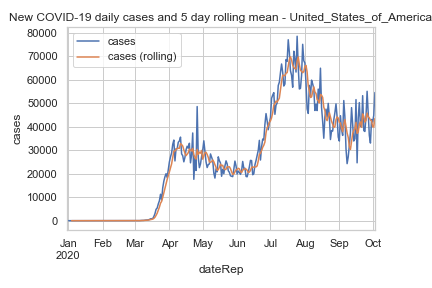 New COVID-19 daily cases and 5 day rolling mean - United_States_of_America
80000
70000
60000
50000
40000
30000
20000
10000
0
cases
cases
cases (rolling)
Jan Feb Mar Apr May Jun Jul Aug Sep Oct
2020
dateRep